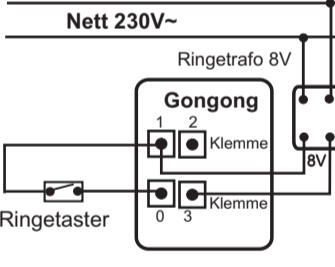 Nett 230V~
Ringetrafo 8V
Gongong
1 2
Klemme
8V
Klemme
0 3
Ringetaster